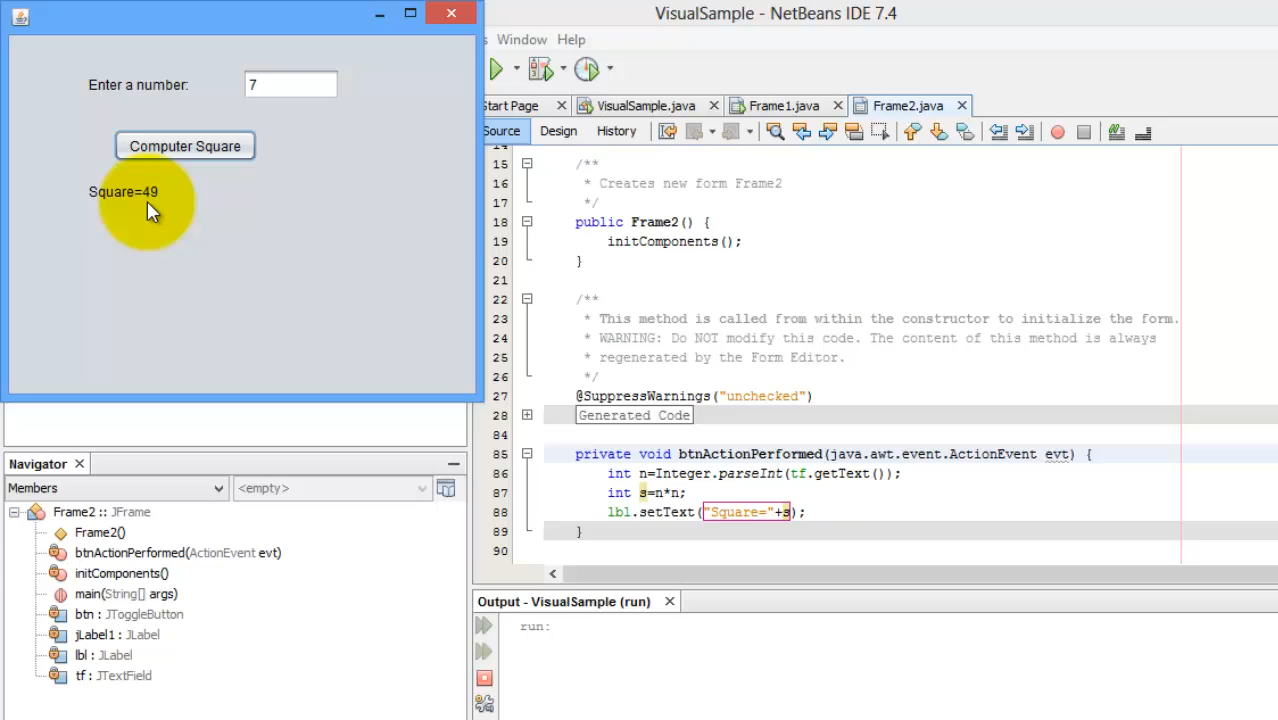 VisualSample - NetBeans IDE 7.4
Window Help
Start Page VisualSample.java Frame1.java Frame2.java
Source Design History
Enter a number: 7
Computer Square
Square=49
15 /**
16 * Creates new form Frame2
17 */
18 public Frame2() {
19 initComponents();
20 }
21
22 /**
23 * This method is called from within the constructor to initialize the form.
24 * WARNING: Do NOT modify this code. The content of this method is always
25 * regenerated by the Form Editor.
26 */
27 @SuppressWarnings("unchecked")
28 Generated Code
84
85 private void btnActionPerformed(java.awt.event.ActionEvent evt) {
86 int n=Integer.parseInt(tf.getText());
87 int s=n*n;
88 lbl.setText("Square="+s);
89 }
90
Navigator
Members <empty>
Frame2 :: JFrame
Frame2()
btnActionPerformed(ActionEvent evt)
initComponents()
main(String[] args)
btn : JToggleButton
jLabel1 : JLabel
lbl : JLabel
tf : JTextField
Output - VisualSample (run)
run: